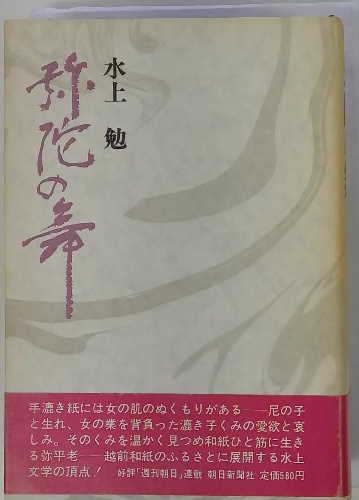 水上 勉
弥陀の舞
手漉き紙には女の肌のぬくもりがある——尼の子
と生れ、女の業を背負った漉き子くみの愛欲と哀
しみ。そのくみを温かく見つめ和紙ひと筋に生き
る弥平老——越前和紙のふるさとに展開する水上
文学の頂点！ 好評「週刊朝日」連載 朝日新聞社 定価580円